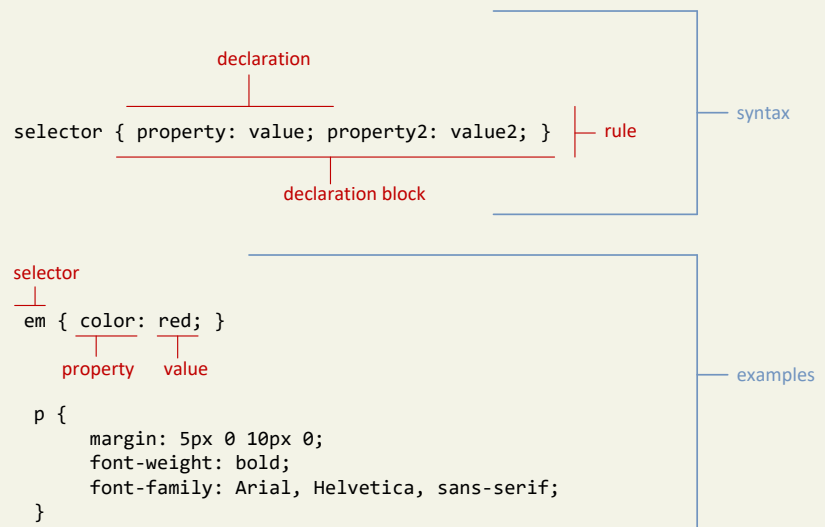 declaration
syntax
selector { property: value; property2: value2; }
rule
declaration block
selector
em { color: red; }
property value
examples
p {
margin: 5px 0 10px 0;
font-weight: bold;
font-family: Arial, Helvetica, sans-serif;
}